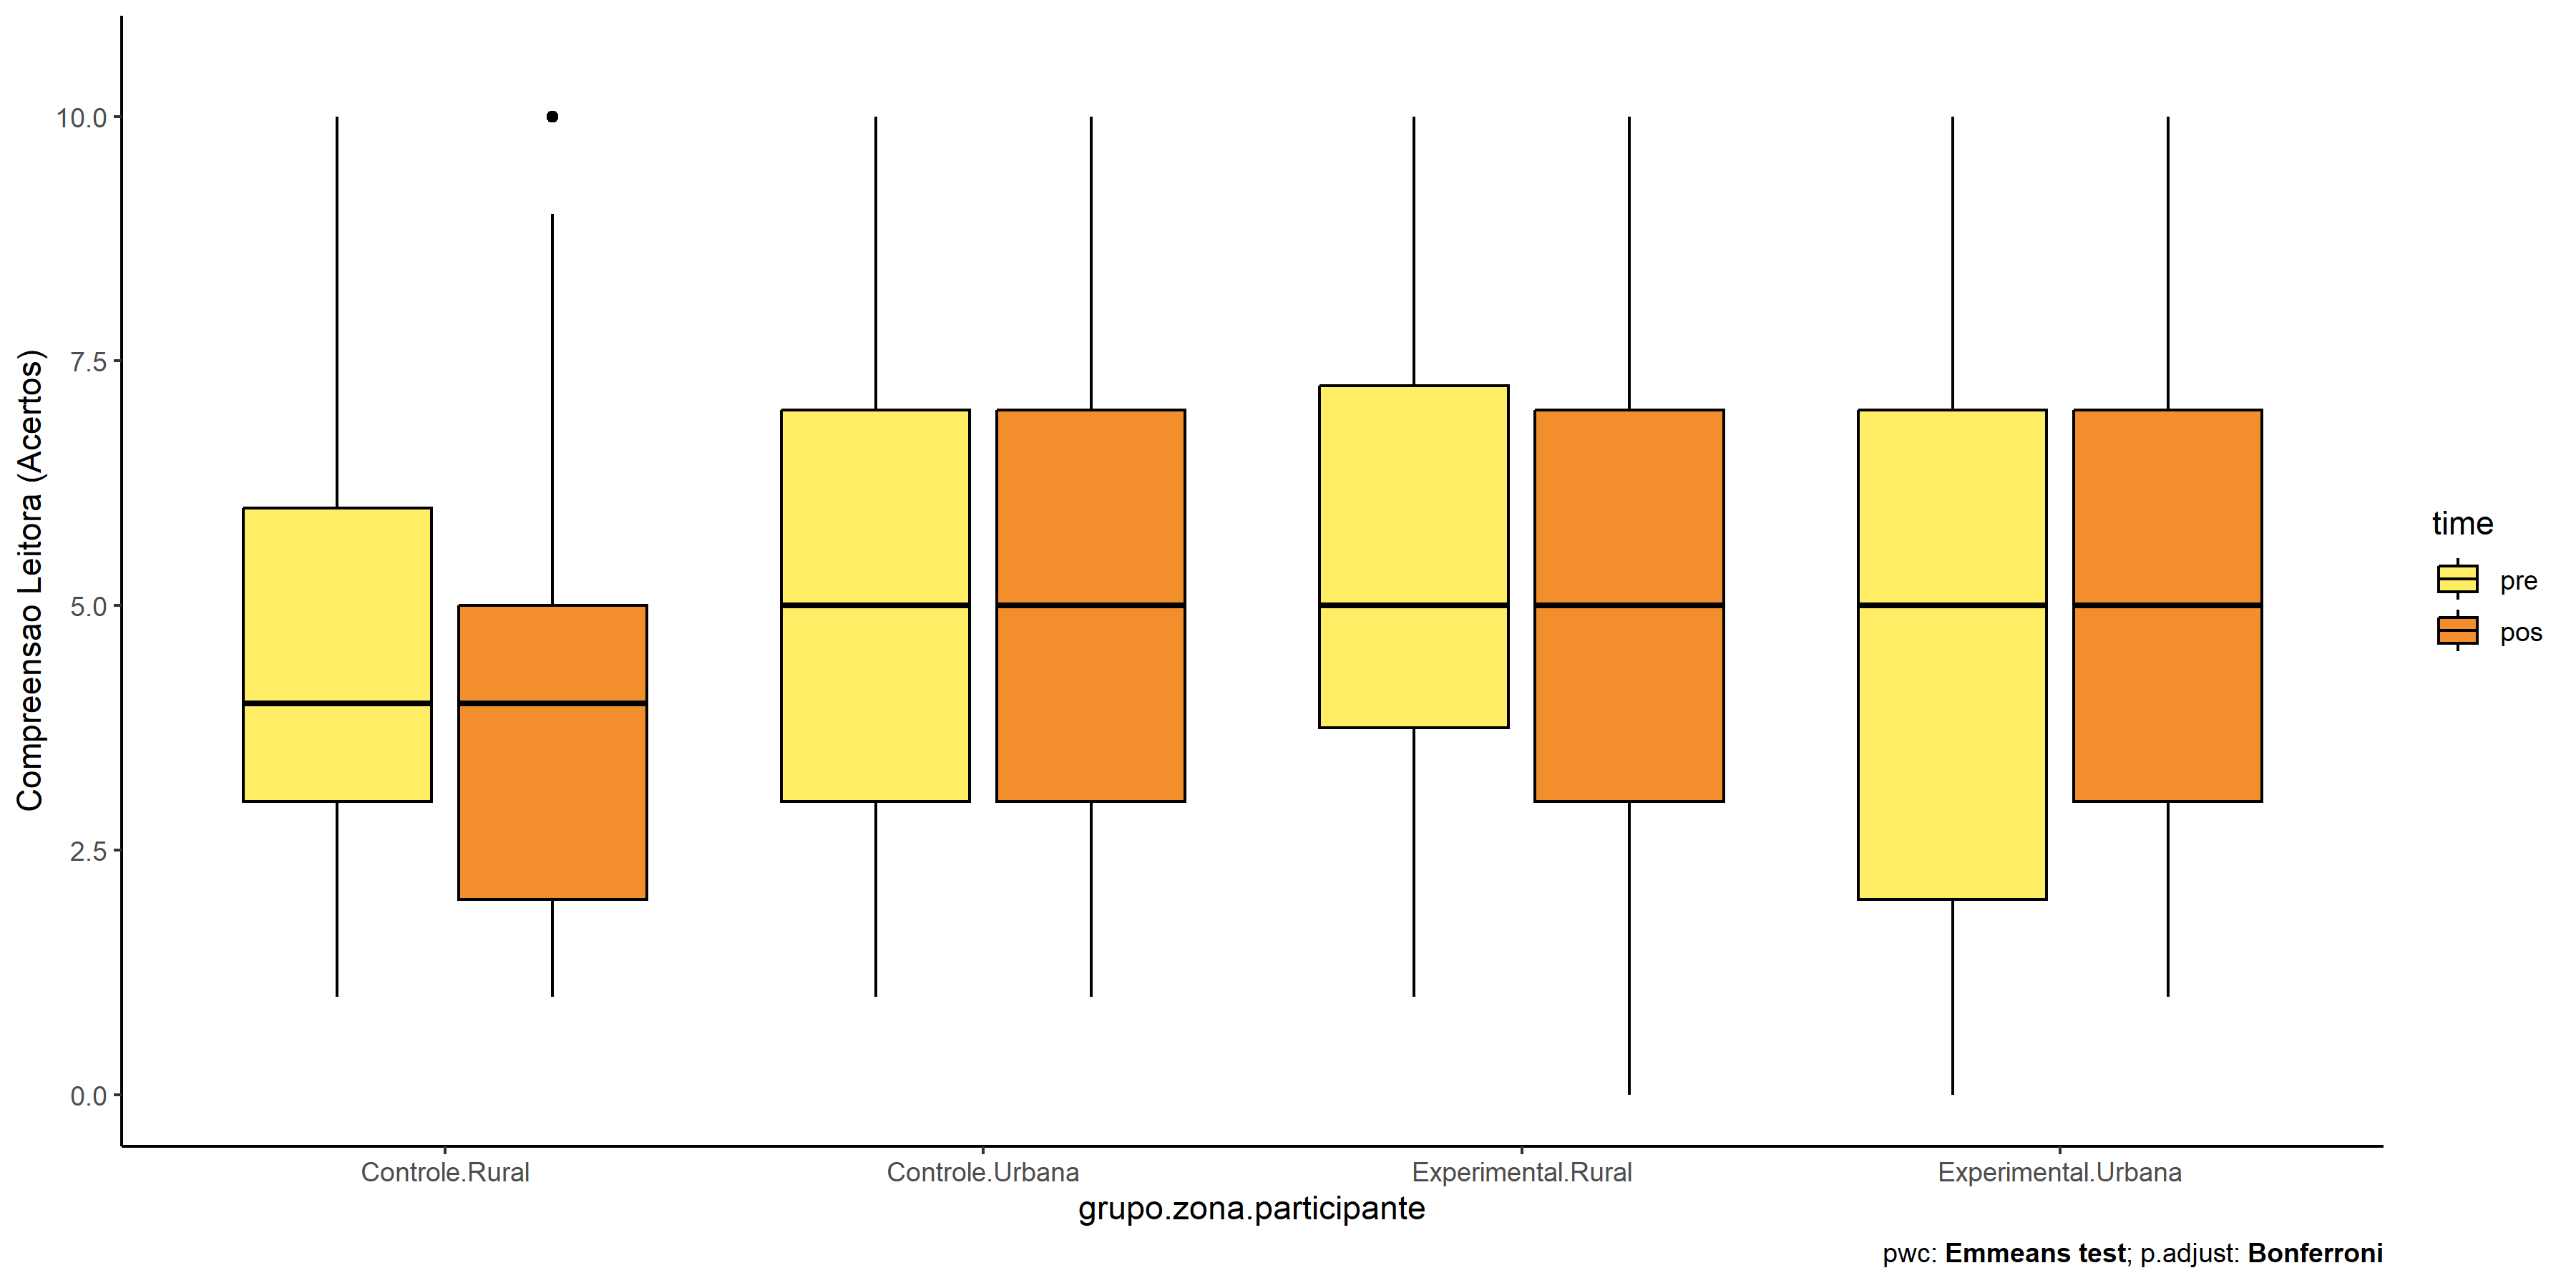 Compreensao Leitora (Acertos)
10.0
7.5
5.0
2.5
0.0
Controle.Rural
Controle.Urbana
Experimental.Rural
Experimental.Urbana
grupo.zona.participante
time
pre
pos
pwc: Emmeans test; p.adjust: Bonferroni